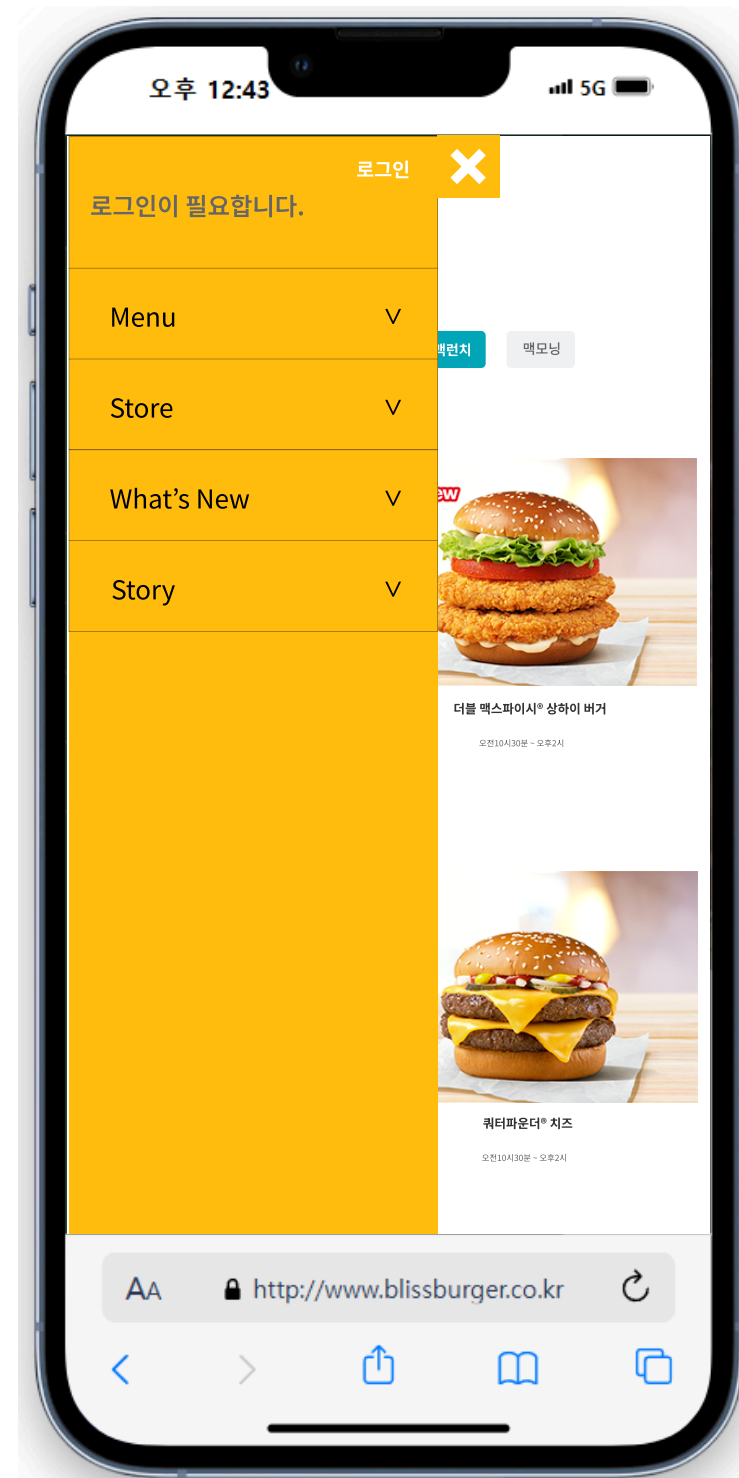 오후 12:43
5G
로그인
로그인이 필요합니다.
Menu
Store
What's New
Story
맥런치
맥모닝
더블 맥스파이시® 상하이 버거
오전10시30분 ~ 오후2시
쿼터파운더® 치즈
오전10시30분 ~ 오후2시
AA
http://www.blissburger.co.kr